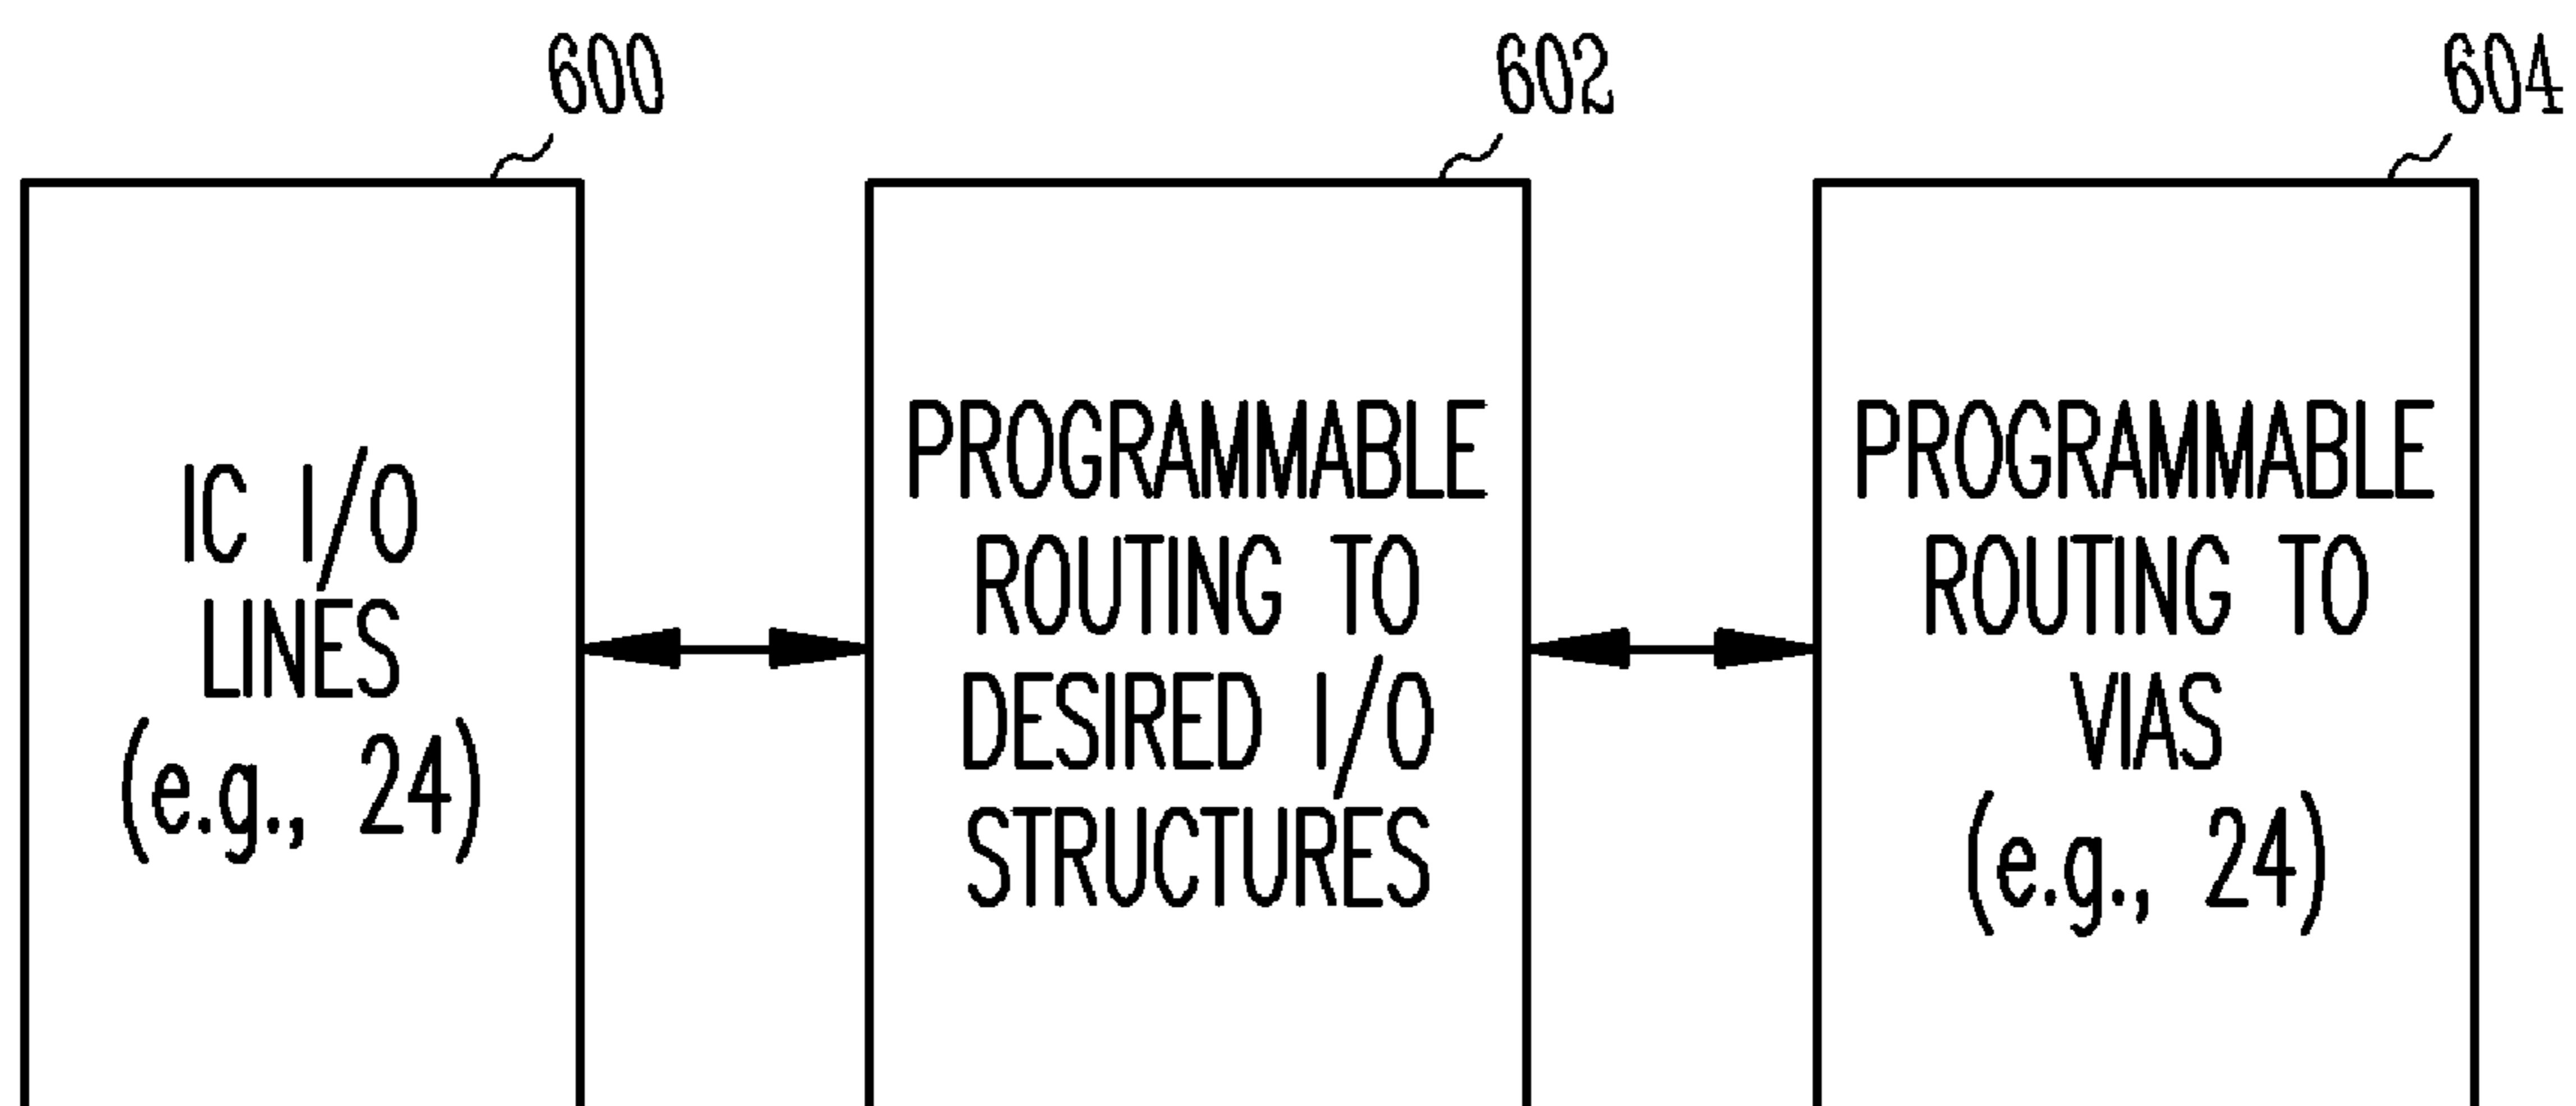 600
602
604
IC I/O
LINES
(e.g., 24)
PROGRAMMABLE
ROUTING TO
DESIRED I/O
STRUCTURES
PROGRAMMABLE
ROUTING TO
VIAS
(e.g., 24)